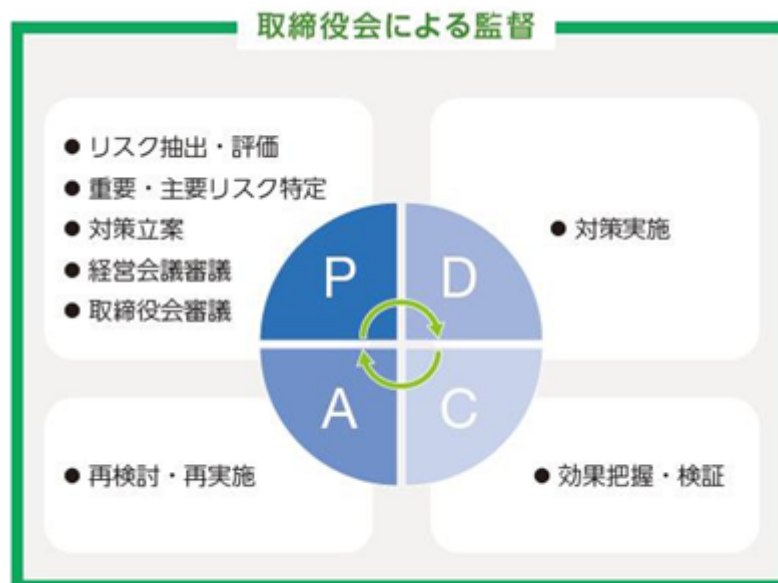 取締役会による監督
● リスク抽出・評価
● 重要・主要リスク特定
● 対策立案
● 経営会議審議
● 取締役会審議
● 対策実施
P
D
A
C
● 再検討・再実施
● 効果把握・検証